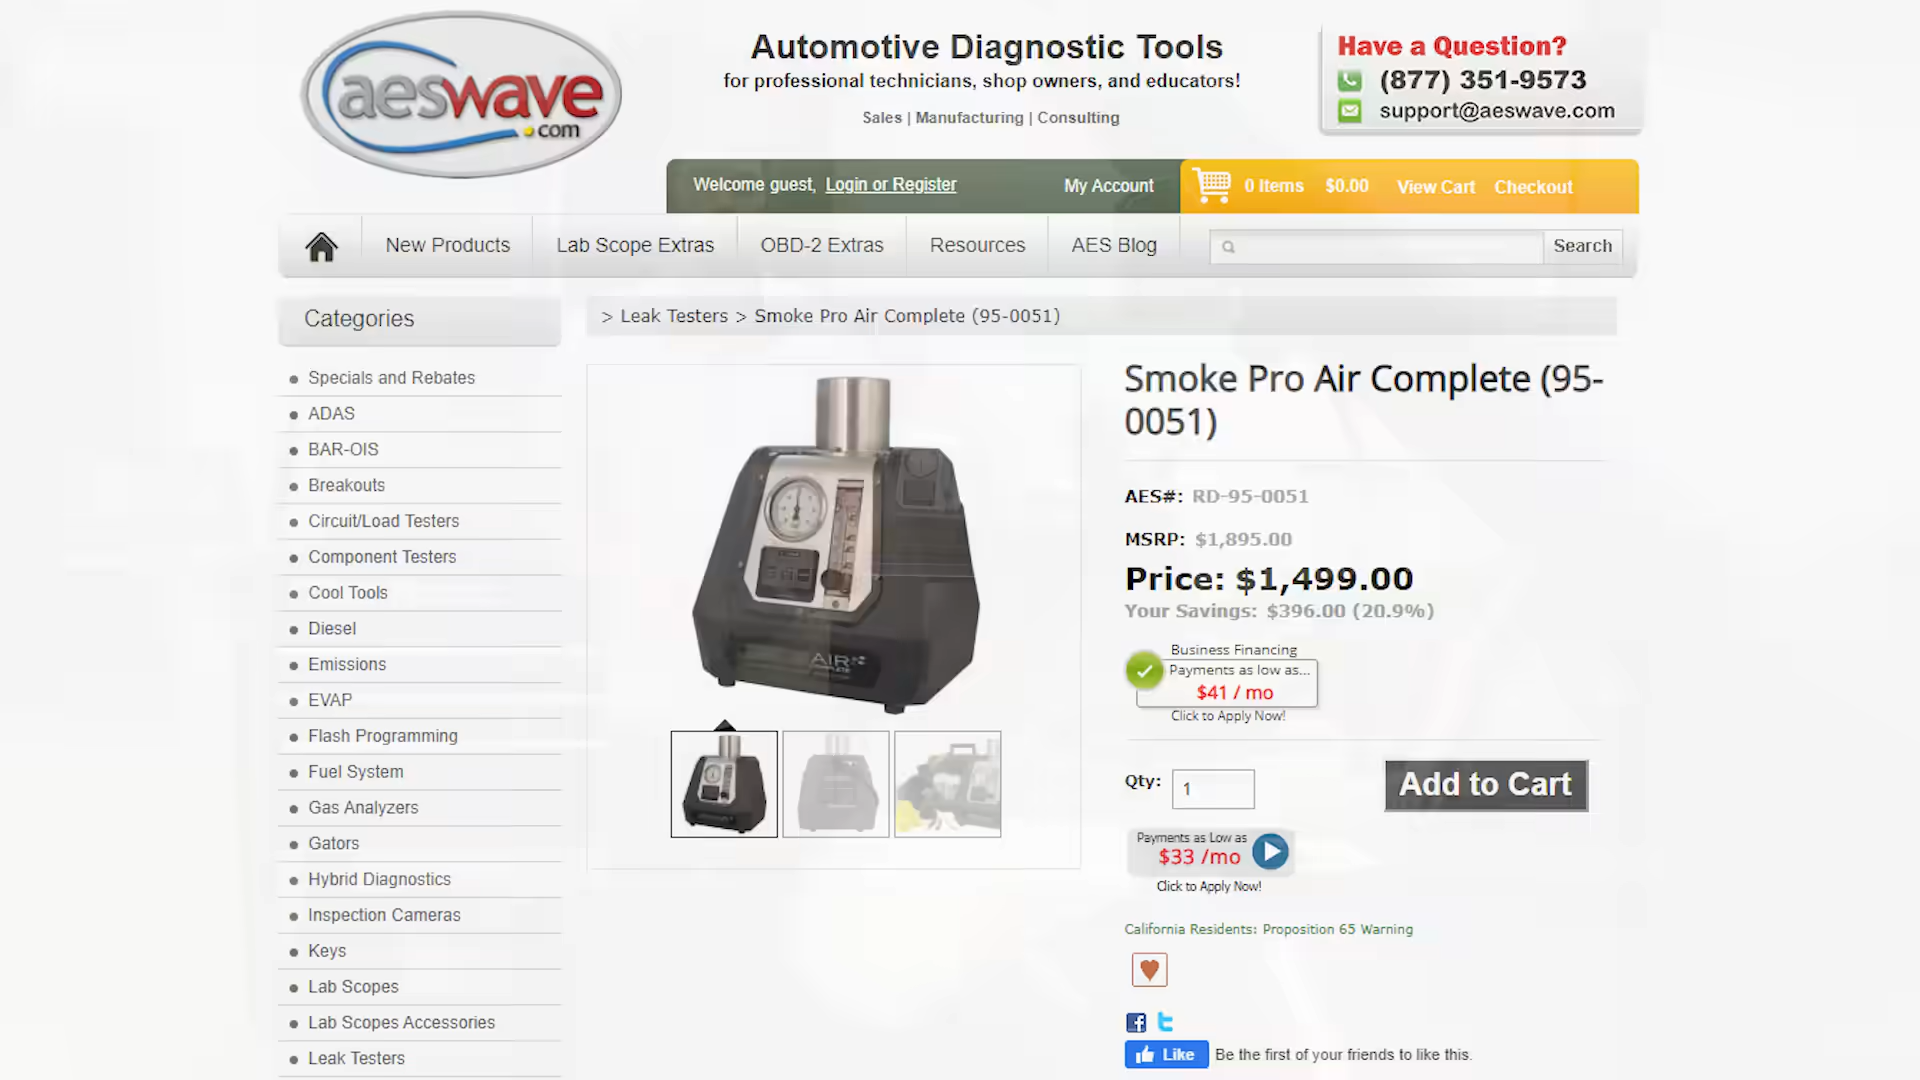 aeswave
.com
Automotive Diagnostic Tools
for professional technicians, shop owners, and educators!
Sales | Manufacturing | Consulting
Have a Question?
(877) 351-9573
support@aeswave.com
Welcome guest, Login or Register
My Account
0 Items $0.00 View Cart Checkout
New Products
Lab Scope Extras
OBD-2 Extras
Resources
AES Blog
Search
Categories
> Leak Testers > Smoke Pro Air Complete (95-0051)
Specials and Rebates
ADAS
BAR-OIS
Breakouts
Circuit/Load Testers
Component Testers
Cool Tools
Diesel
Emissions
EVAP
Flash Programming
Fuel System
Gas Analyzers
Gators
Hybrid Diagnostics
Inspection Cameras
Keys
Lab Scopes
Lab Scopes Accessories
Leak Testers
AIR
Smoke Pro Air Complete (95-
0051)
AES#: RD-95-0051
MSRP: $1,895.00
Price: $1,499.00
Your Savings: $396.00 (20.9%)
Business Financing
Payments as low as...
$41 / mo
Click to Apply Now!
Qty: 1
Add to Cart
Payments as Low as
$33 /mo
Click to Apply Now!
California Residents: Proposition 65 Warning
Like Be the first of your friends to like this.